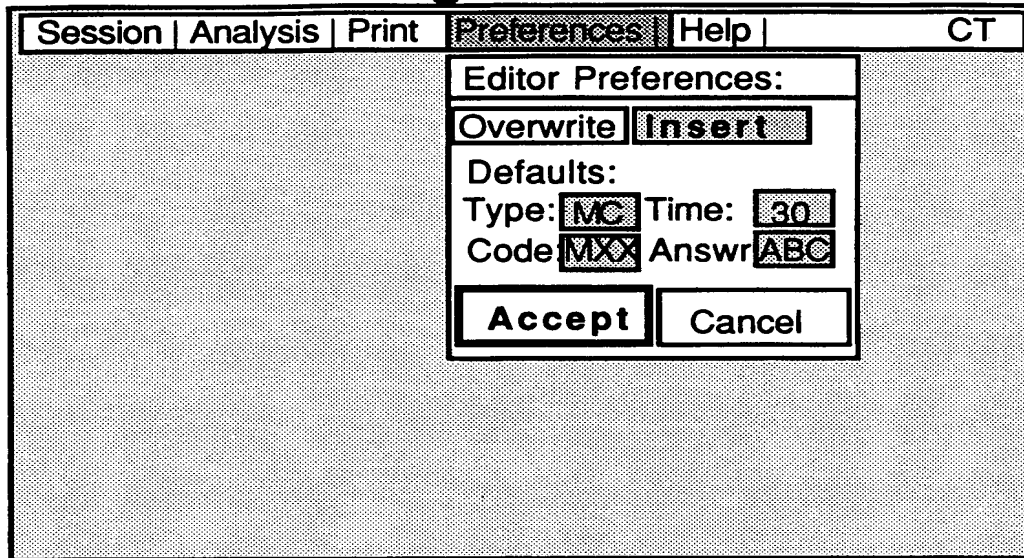 Session | Analysis | Print Preferences | Help | CT
Editor Preferences:
Overwrite Insert
Defaults:
Type: MC Time: 30
Code: MXX Answr ABC
Accept Cancel